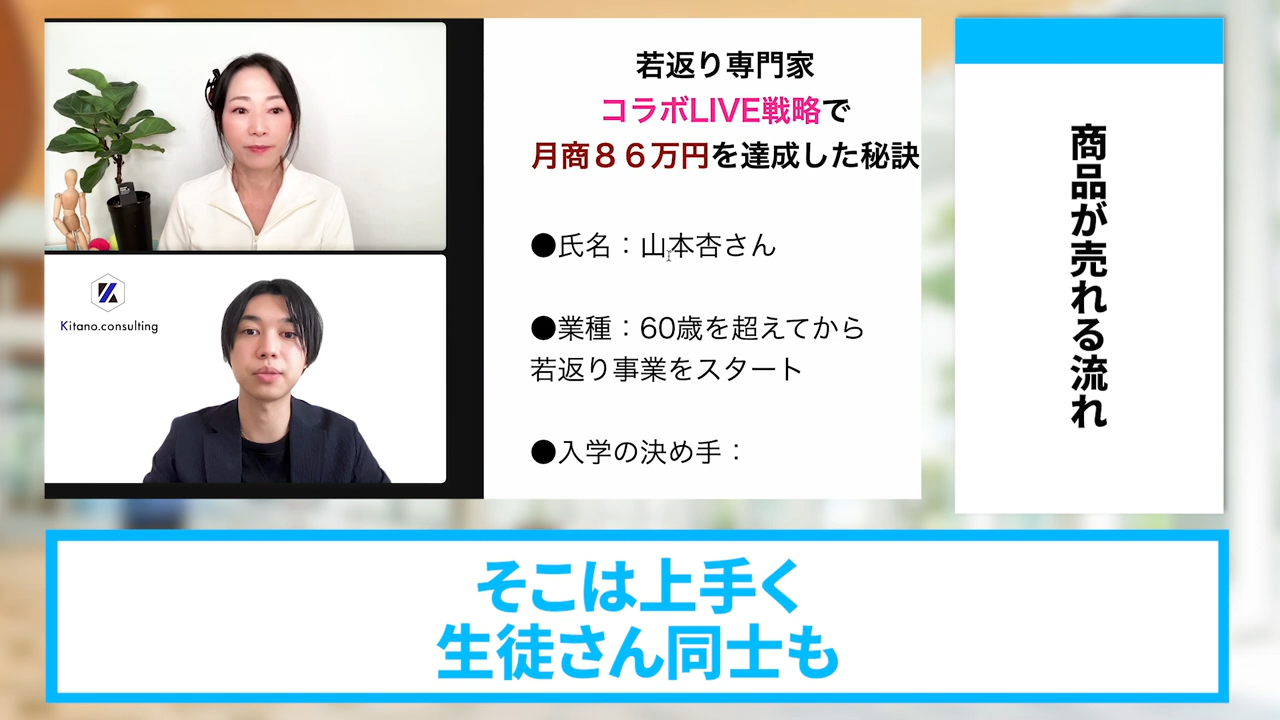 Kitano.consulting
若返り専門家
コラボLIVE戦略で
月商８６万円を達成した秘訣
●氏名：山本杏さん
●業種：60歳を超えてから
若返り事業をスタート
●入学の決め手：
商品が売れる流れ
そこは上手く
生徒さん同士も